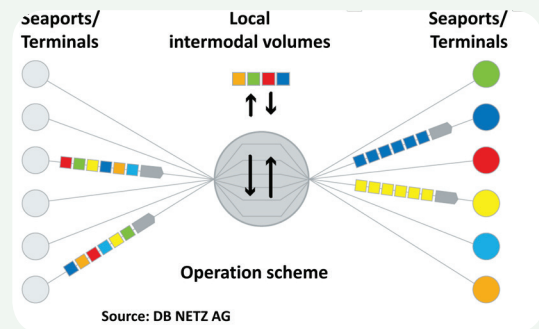 Seaports/
Terminals
Local
intermodal volumes
Seaports/
Terminals
Operation scheme
Source: DB NETZ AG